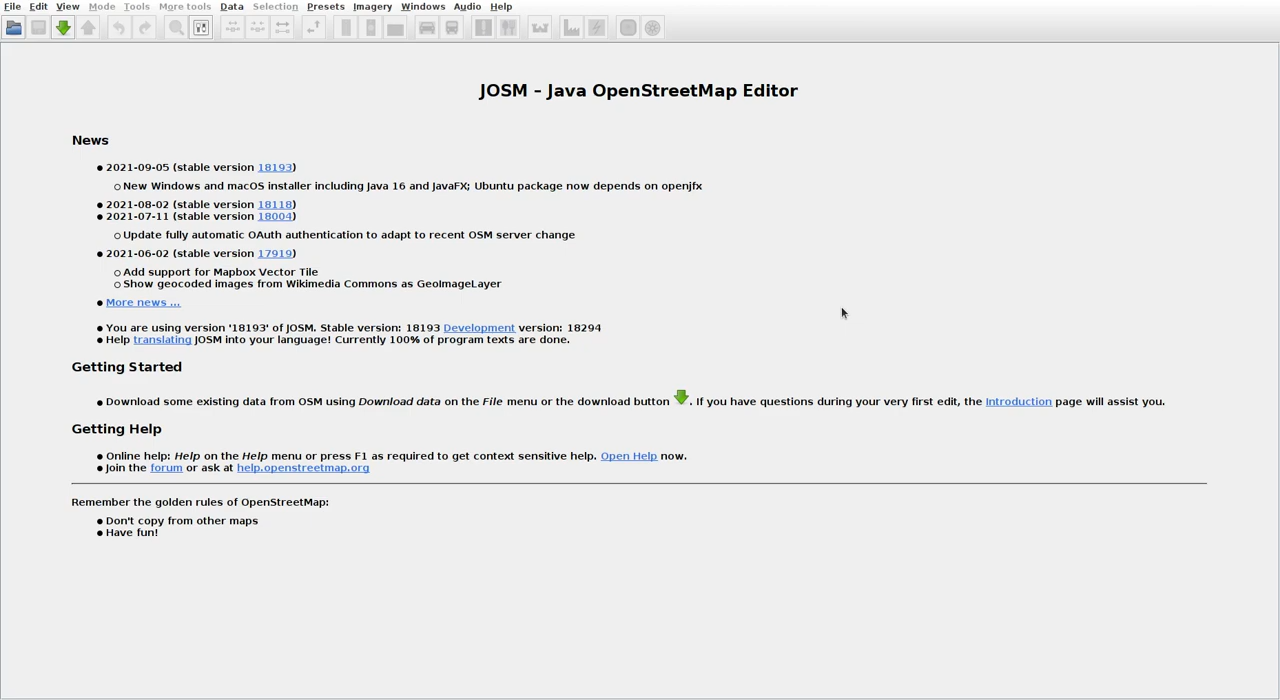 File Edit View Mode Tools More tools Data Selection Presets Imagery Windows Audio Help
JOSM – Java OpenStreetMap Editor
News
2021-09-05 (stable version 18193)
New Windows and macOS installer including Java 16 and JavaFX; Ubuntu package now depends on openjfx
2021-08-02 (stable version 18118)
2021-07-11 (stable version 18004)
Update fully automatic OAuth authentication to adapt to recent OSM server change
2021-06-02 (stable version 17919)
Add support for Mapbox Vector Tile
Show geocoded images from Wikimedia Commons as GeoImageLayer
More news ...
You are using version '18193' of JOSM. Stable version: 18193 Development version: 18294
Help translating JOSM into your language! Currently 100% of program texts are done.
Getting Started
Download some existing data from OSM using Download data on the File menu or the download button . If you have questions during your very first edit, the Introduction page will assist you.
Getting Help
Online help: Help on the Help menu or press F1 as required to get context sensitive help. Open Help now.
Join the forum or ask at help.openstreetmap.org
Remember the golden rules of OpenStreetMap:
Don't copy from other maps
Have fun!